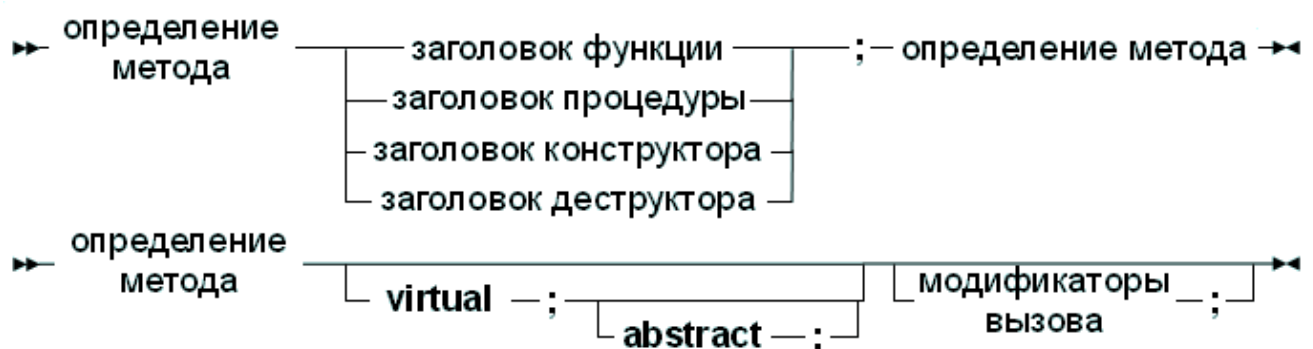 определение
метода
заголовок функции ; определение метода
заголовок процедуры
заголовок конструктора
заголовок деструктора
определение
метода
virtual ;
abstract ;
модификаторы
вызова ;